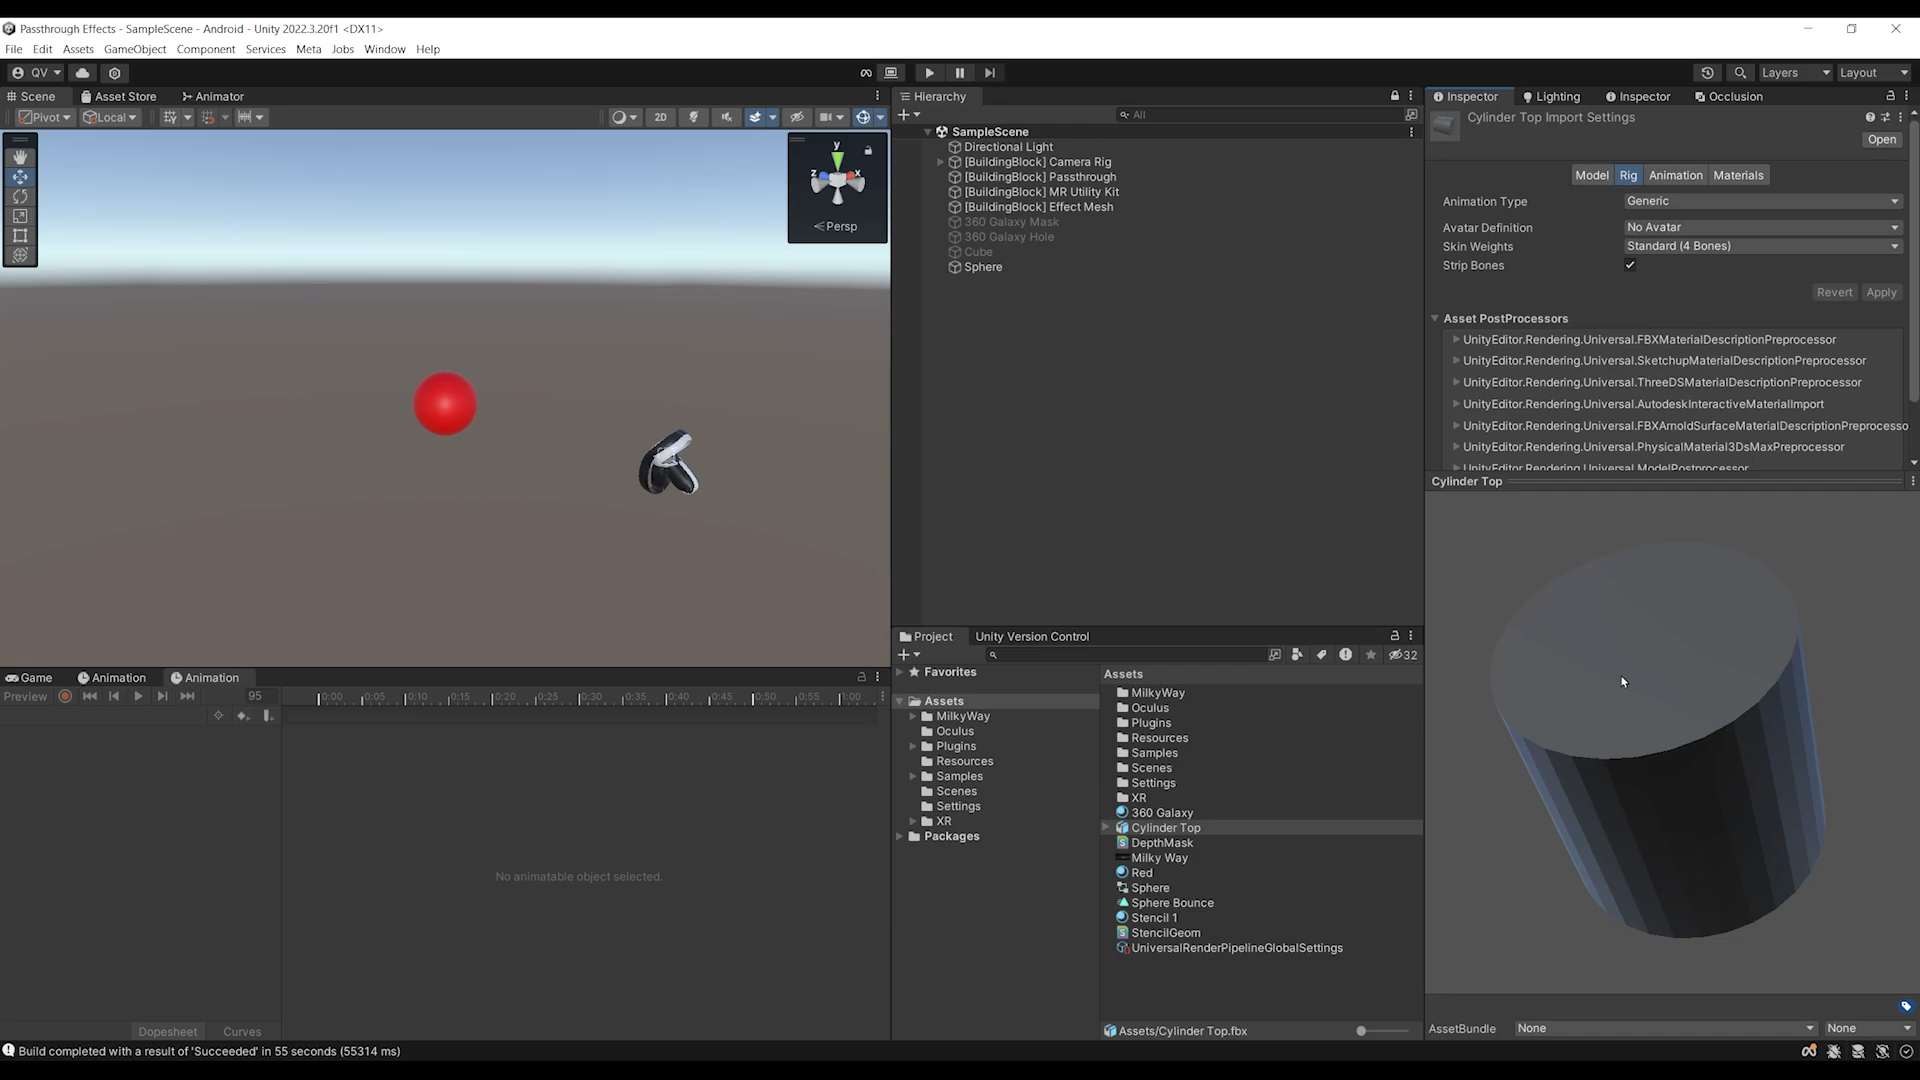 Passthrough Effects - SampleScene - Android - Unity 2022.3.20f1 <DX11>
File Edit Assets GameObject Component Services Meta Jobs Window Help
QV
Layers Layout
Scene Asset Store Animator
Pivot Local 2D
y z x
Persp
Hierarchy
All
SampleScene
Directional Light
[BuildingBlock] Camera Rig
[BuildingBlock] Passthrough
[BuildingBlock] MR Utility Kit
[BuildingBlock] Effect Mesh
360 Galaxy Mask
360 Galaxy Hole
Cube
Sphere
Inspector Lighting Inspector Occlusion
Cylinder Top Import Settings
Open
Model Rig Animation Materials
Animation Type Generic
Avatar Definition No Avatar
Skin Weights Standard (4 Bones)
Strip Bones
Revert Apply
Asset PostProcessors
UnityEditor.Rendering.Universal.FBXMaterialDescriptionPreprocessor
UnityEditor.Rendering.Universal.SketchupMaterialDescriptionPreprocessor
UnityEditor.Rendering.Universal.ThreeDSMaterialDescriptionPreprocessor
UnityEditor.Rendering.Universal.AutodeskInteractiveMaterialImport
UnityEditor.Rendering.Universal.FBXArnoldSurfaceMaterialDescriptionPreprocesso
UnityEditor.Rendering.Universal.PhysicalMaterial3DsMaxPreprocessor
UnityEditor.Rendering.Universal.ModelPostprocessor
Cylinder Top
AssetBundle None None
Project Unity Version Control
32
Favorites
Assets
MilkyWay
Oculus
Plugins
Resources
Samples
Scenes
Settings
XR
Packages
Assets
MilkyWay
Oculus
Plugins
Resources
Samples
Scenes
Settings
XR
360 Galaxy
Cylinder Top
DepthMask
Milky Way
Red
Sphere
Sphere Bounce
Stencil 1
StencilGeom
UniversalRenderPipelineGlobalSettings
Assets/Cylinder Top.fbx
Game Animation Animation
Preview 95 0:00 0:05 0:10 0:15 0:20 0:25 0:30 0:35 0:40 0:45 0:50 0:55 1:00
No animatable object selected.
Dopesheet Curves
Build completed with a result of 'Succeeded' in 55 seconds (55314 ms)